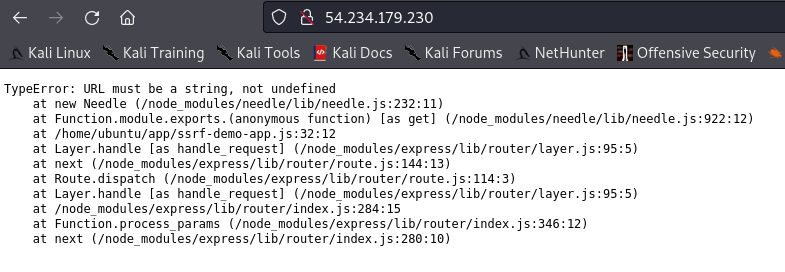 54.234.179.230
Kali Linux Kali Training Kali Tools Kali Docs Kali Forums NetHunter Offensive Security
TypeError: URL must be a string, not undefined
    at new Needle (/node_modules/needle/lib/needle.js:232:11)
    at Function.module.exports.(anonymous function) [as get] (/node_modules/needle/lib/needle.js:922:12)
    at /home/ubuntu/app/ssrf-demo-app.js:32:12
    at Layer.handle [as handle_request] (/node_modules/express/lib/router/layer.js:95:5)
    at next (/node_modules/express/lib/router/route.js:144:13)
    at Route.dispatch (/node_modules/express/lib/router/route.js:114:3)
    at Layer.handle [as handle_request] (/node_modules/express/lib/router/layer.js:95:5)
    at /node_modules/express/lib/router/index.js:284:15
    at Function.process_params (/node_modules/express/lib/router/index.js:346:12)
    at next (/node_modules/express/lib/router/index.js:280:10)